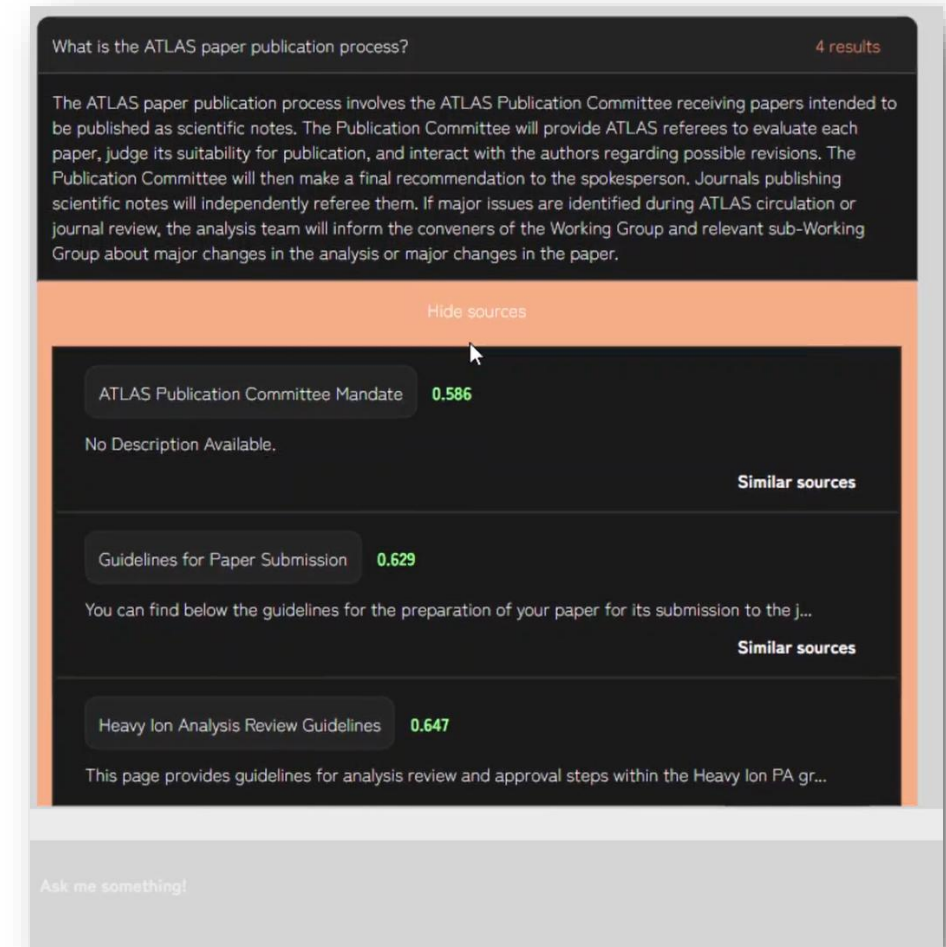 What is the ATLAS paper publication process?
4 results
The ATLAS paper publication process involves the ATLAS Publication Committee receiving papers intended to
be published as scientific notes. The Publication Committee will provide ATLAS referees to evaluate each
paper, judge its suitability for publication, and interact with the authors regarding possible revisions. The
Publication Committee will then make a final recommendation to the spokesperson. Journals publishing
scientific notes will independently referee them. If major issues are identified during ATLAS circulation or
journal review, the analysis team will inform the conveners of the Working Group and relevant sub-Working
Group about major changes in the analysis or major changes in the paper.
Hide sources
ATLAS Publication Committee Mandate 0.586
No Description Available.
Similar sources
Guidelines for Paper Submission 0.629
You can find below the guidelines for the preparation of your paper for its submission to the j...
Similar sources
Heavy Ion Analysis Review Guidelines 0.647
This page provides guidelines for analysis review and approval steps within the Heavy Ion PA gr...
Ask me something!